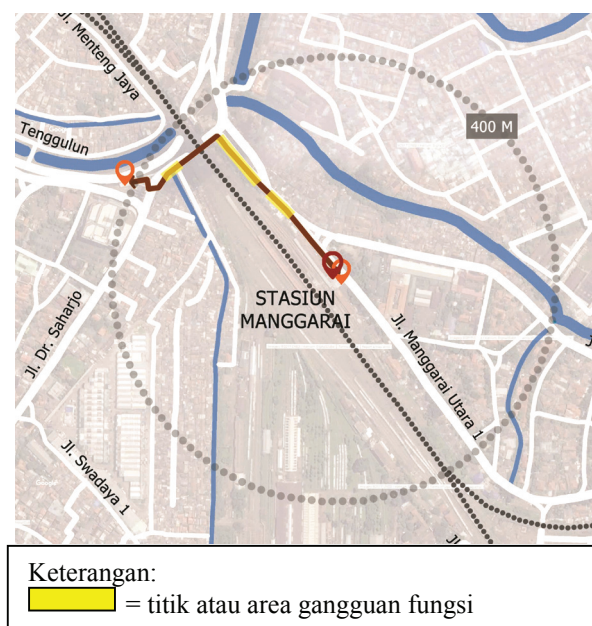 Jl. Menteng Jaya
Tenggulun
400 M
STASIUN
MANGGARAI
Jl. Dr. Saharjo
Jl. Manggarai Utara 1
Jl. Swadaya 1
Keterangan:
= titik atau area gangguan fungsi